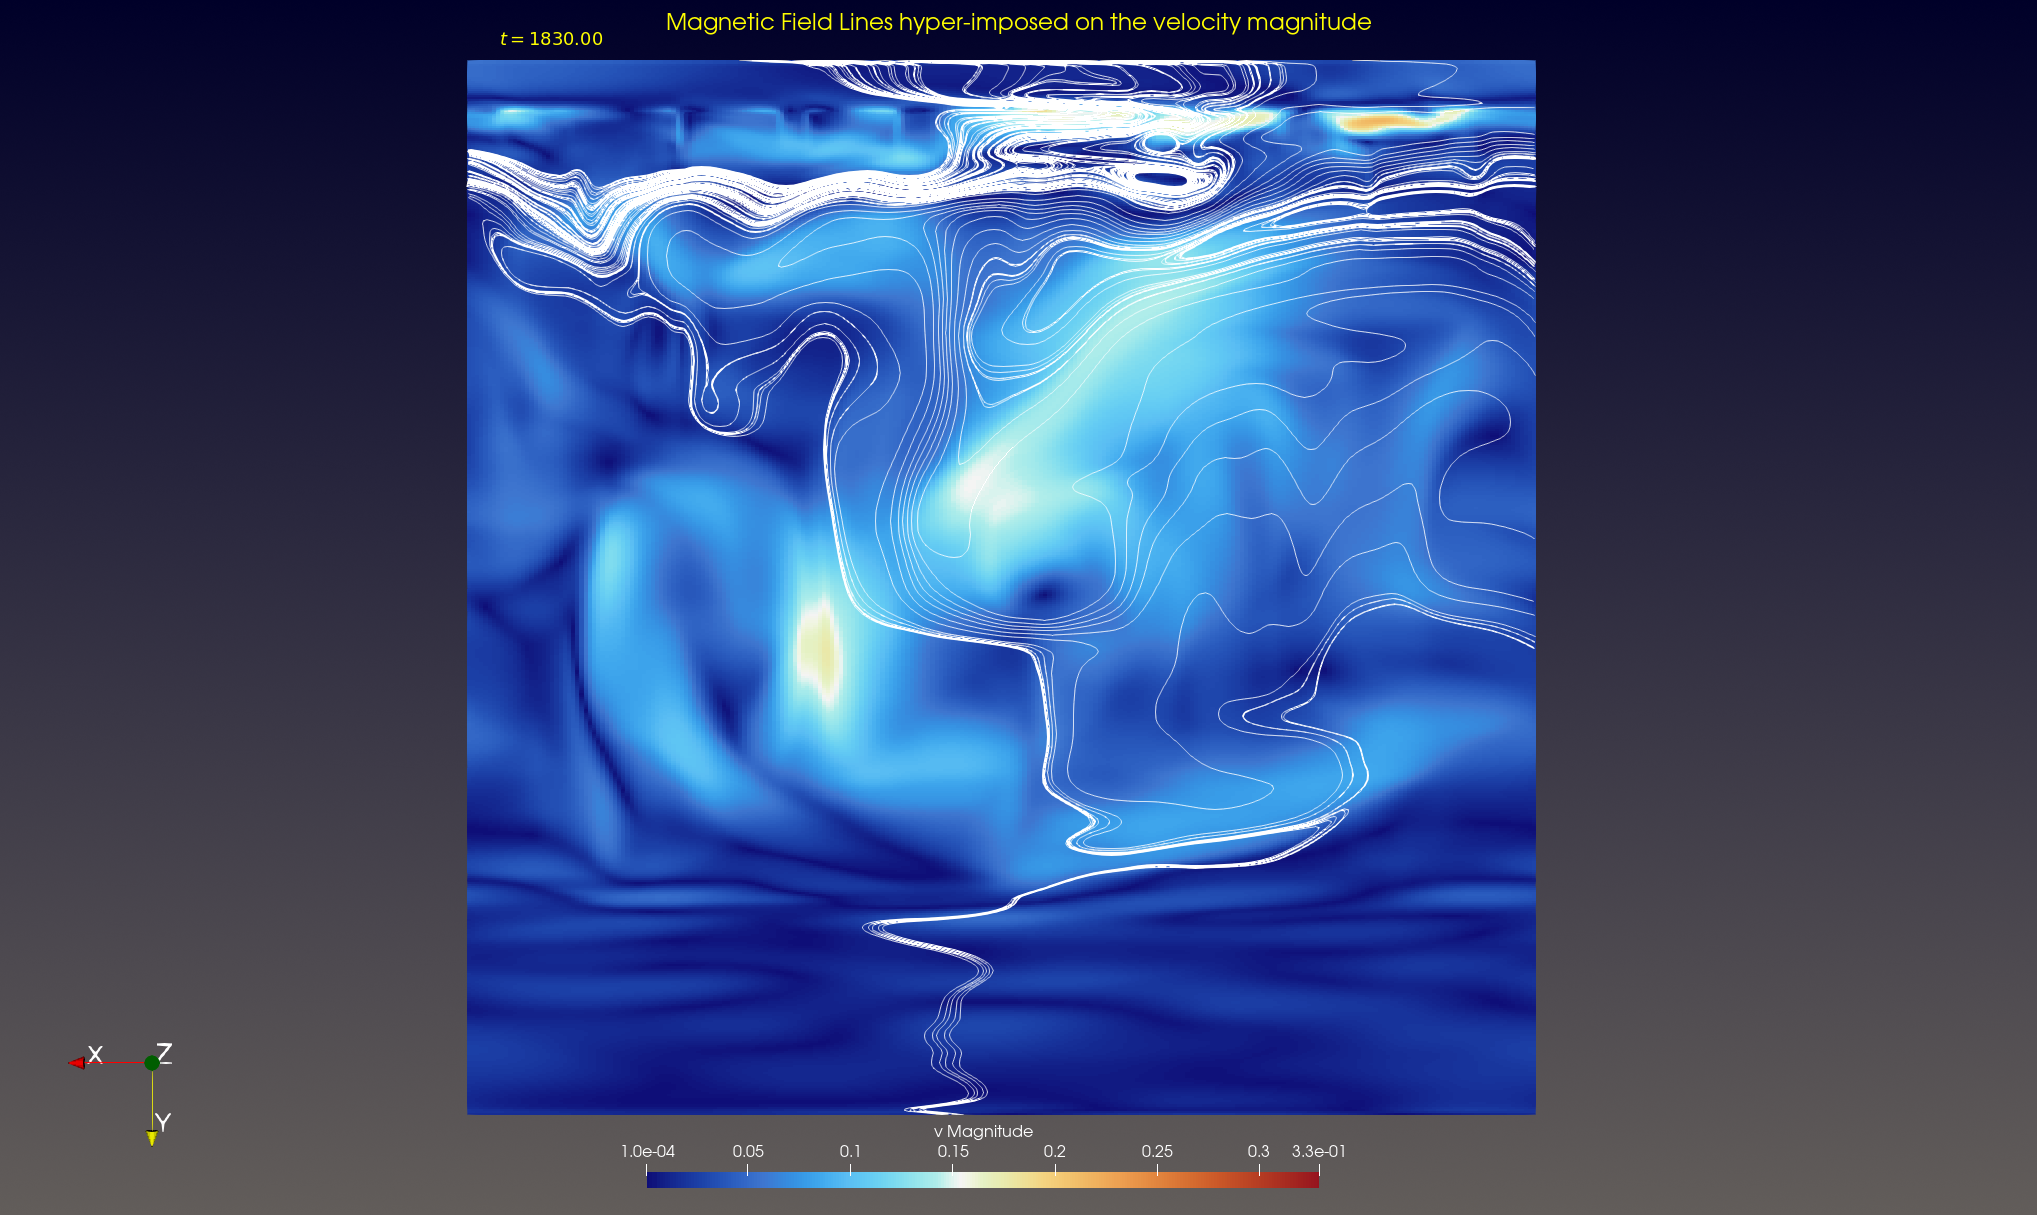 Magnetic Field Lines hyper-imposed on the velocity magnitude
t = 1830.00
X
Z
Y
v Magnitude
1.0e-04 0.05 0.1 0.15 0.2 0.25 0.3 3.3e-01